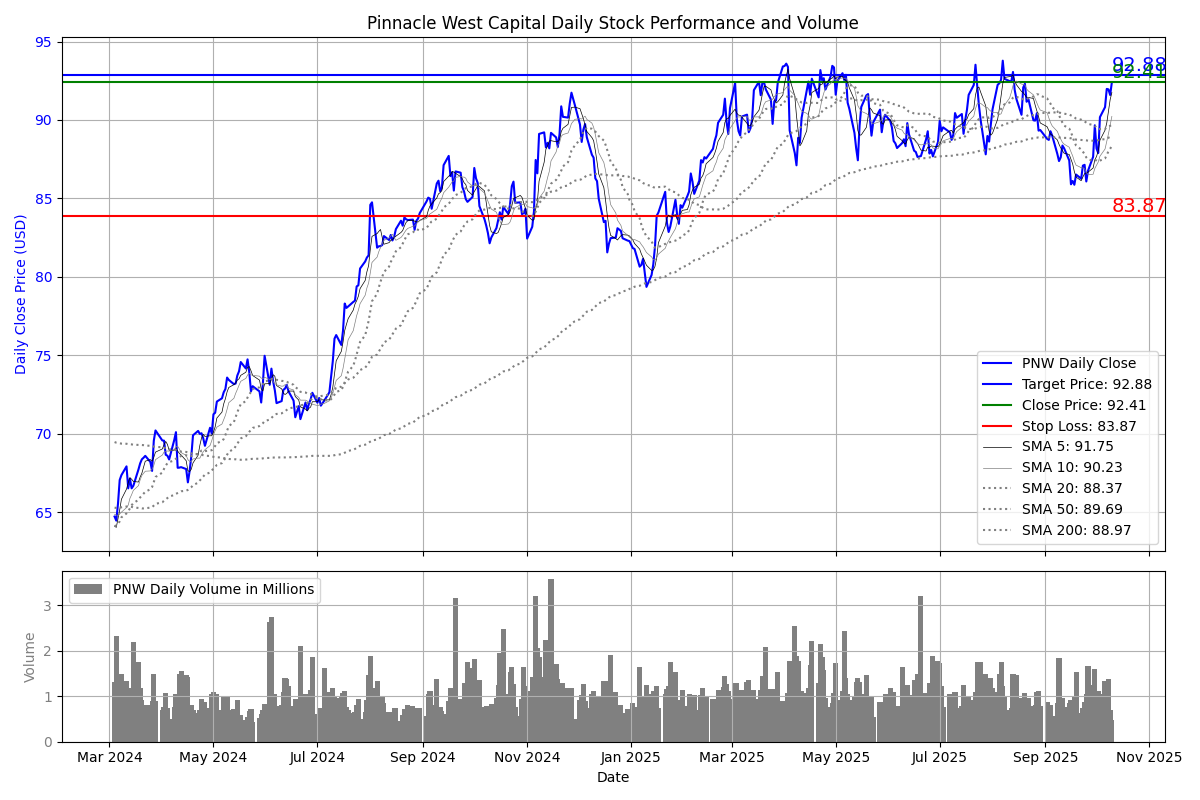 Pinnacle West Capital Daily Stock Performance and Volume
Daily Close Price (USD)
95
90
85
80
75
70
65
92.88
92.41
83.87
PNW Daily Close
Target Price: 92.88
Close Price: 92.41
Stop Loss: 83.87
SMA 5: 91.75
SMA 10: 90.23
SMA 20: 88.37
SMA 50: 89.69
SMA 200: 88.97
PNW Daily Volume in Millions
Volume
3
2
1
0
Mar 2024 May 2024 Jul 2024 Sep 2024 Nov 2024 Jan 2025 Mar 2025 May 2025 Jul 2025 Sep 2025 Nov 2025
Date